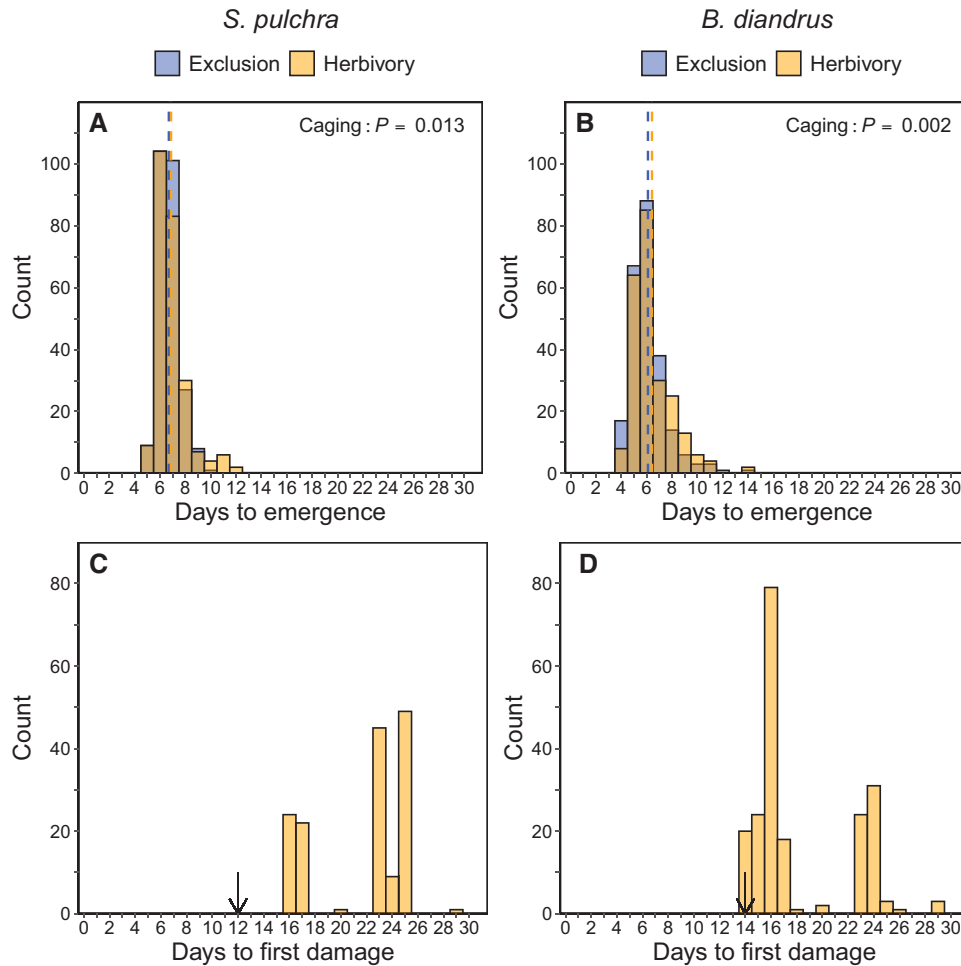 S. pulchra B. diandrus
Exclusion Herbivory Exclusion Herbivory
A Caging : P = 0.013 B Caging : P = 0.002
Count
0 20 40 60 80 100
0 2 4 6 8 10 12 14 16 18 20 22 24 26 28 30
Days to emergence
Count
0 20 40 60 80 100
0 2 4 6 8 10 12 14 16 18 20 22 24 26 28 30
Days to emergence
C D
Count
0 20 40 60 80
0 2 4 6 8 10 12 14 16 18 20 22 24 26 28 30
Days to first damage
Count
0 20 40 60 80
0 2 4 6 8 10 12 14 16 18 20 22 24 26 28 30
Days to first damage